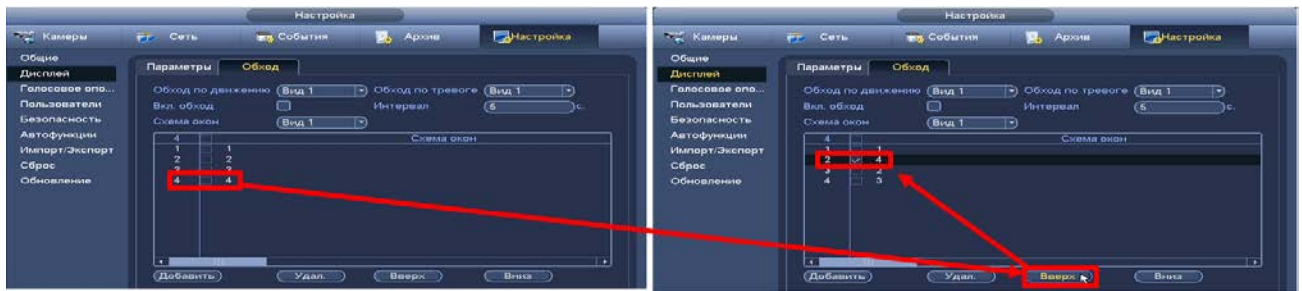 Настройка
Камеры Сеть События Архив Настройка
Общие
Дисплей
Голосовое опо...
Пользователи
Безопасность
Автофункции
Импорт/Экспорт
Сброс
Обновление
Параметры Обход
Обход по движению Вид 1 Обход по тревоге Вид 1
Вкл. обход Интервал 5 с.
Схема окон Вид 1
4 Схема окон
1 1
2 2
3 3
4 4
Добавить Удал. Вверх Вниз
Настройка
Камеры Сеть События Архив Настройка
Общие
Дисплей
Голосовое опо...
Пользователи
Безопасность
Автофункции
Импорт/Экспорт
Сброс
Обновление
Параметры Обход
Обход по движению Вид 1 Обход по тревоге Вид 1
Вкл. обход Интервал 5 с.
Схема окон Вид 1
4 Схема окон
1 1
2 4
3 2
4 3
Добавить Удал. Вверх Вниз